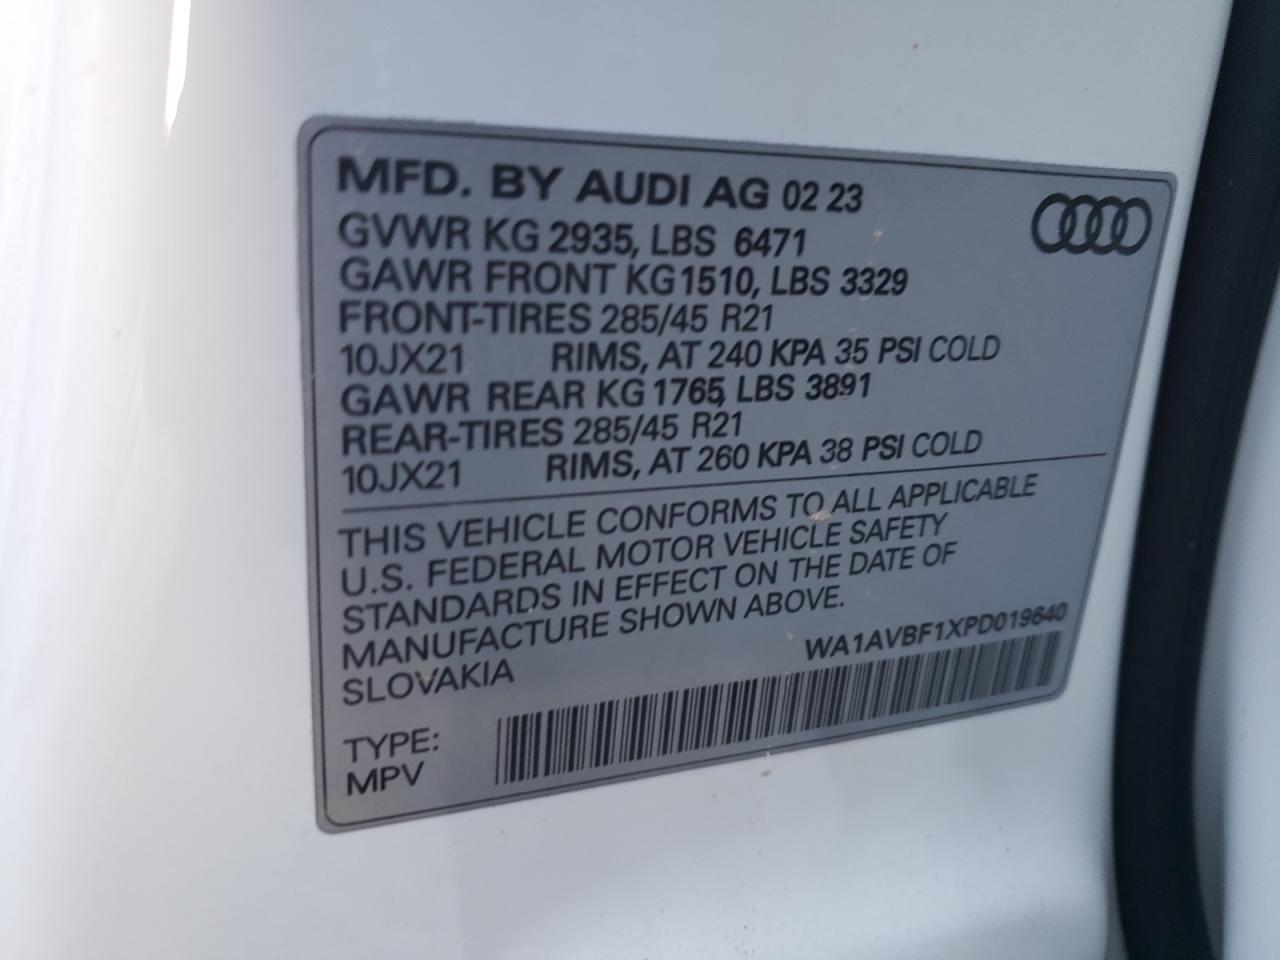 MFD. BY AUDI AG 02 23
GVWR KG 2935, LBS 6471
GAWR FRONT KG 1510, LBS 3329
FRONT-TIRES 285/45 R21
10JX21 RIMS, AT 240 KPA 35 PSI COLD
GAWR REAR KG 1765, LBS 3891
REAR-TIRES 285/45 R21
10JX21 RIMS, AT 260 KPA 38 PSI COLD
THIS VEHICLE CONFORMS TO ALL APPLICABLE
U.S. FEDERAL MOTOR VEHICLE SAFETY
STANDARDS IN EFFECT ON THE DATE OF
MANUFACTURE SHOWN ABOVE.
SLOVAKIA
WA1AVBF1XPD019640
TYPE:
MPV